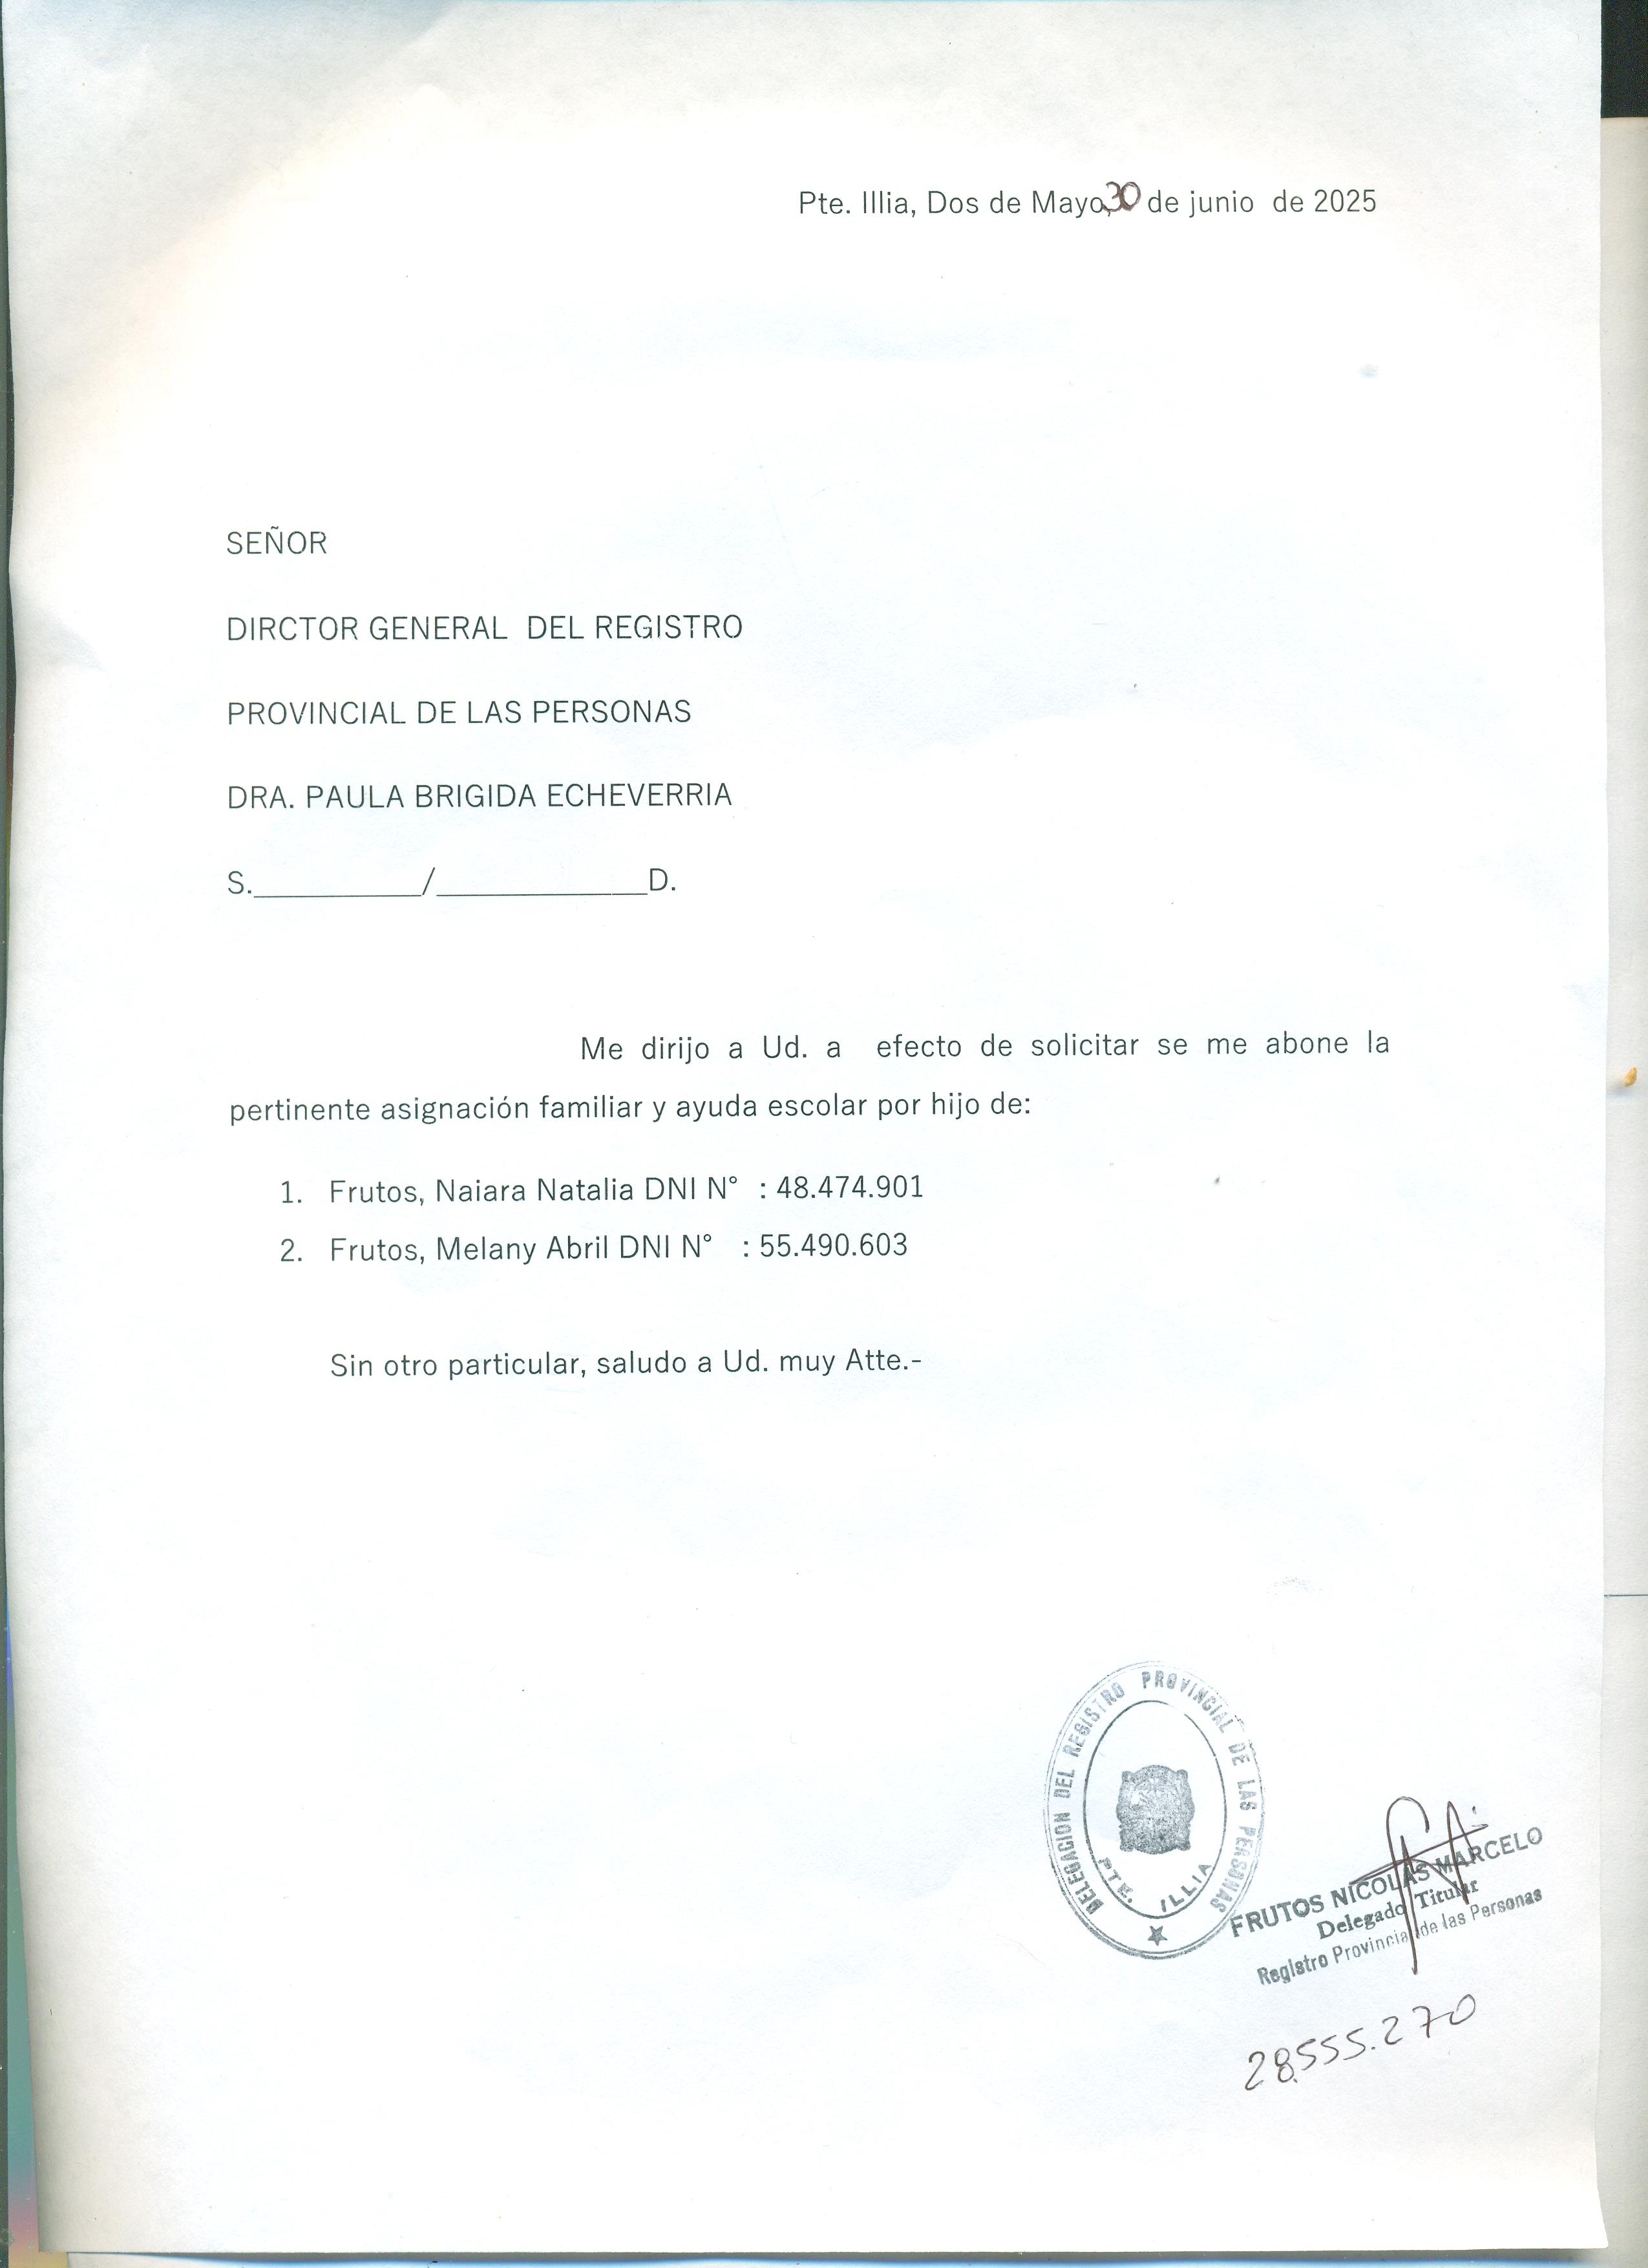 Pte. Illia, Dos de Mayo, 30 de junio de 2025
SEÑOR
DIRCTOR GENERAL DEL REGISTRO
PROVINCIAL DE LAS PERSONAS
DRA. PAULA BRIGIDA ECHEVERRIA
S.__________/____________D.
Me dirijo a Ud. a efecto de solicitar se me abone la
pertinente asignación familiar y ayuda escolar por hijo de:
1. Frutos, Naiara Natalia DNI N° : 48.474.901
2. Frutos, Melany Abril DNI N° : 55.490.603
Sin otro particular, saludo a Ud. muy Atte.-
DELEGACION DEL REGISTRO PROVINCIAL DE LAS PERSONAS
PTE. ILLIA
FRUTOS NICOLAS MARCELO
Delegado Titular
Registro Provincial de las Personas
28.555.270